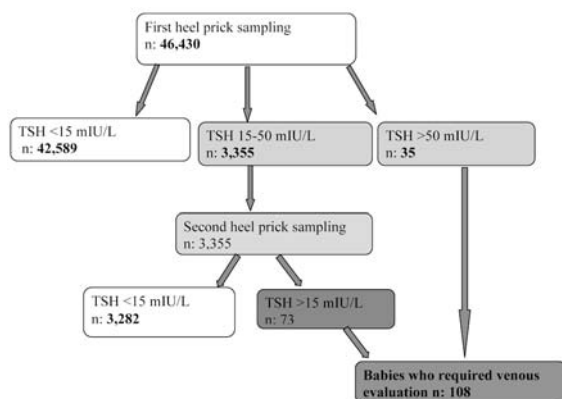 First heel prick sampling
n: 46,430
TSH <15 mIU/L
n: 42,589
TSH 15-50 mIU/L
n: 3,355
TSH >50 mIU/L
n: 35
Second heel prick sampling
n: 3,355
TSH <15 mIU/L
n: 3,282
TSH >15 mIU/L
n: 73
Babies who required venous
evaluation n: 108